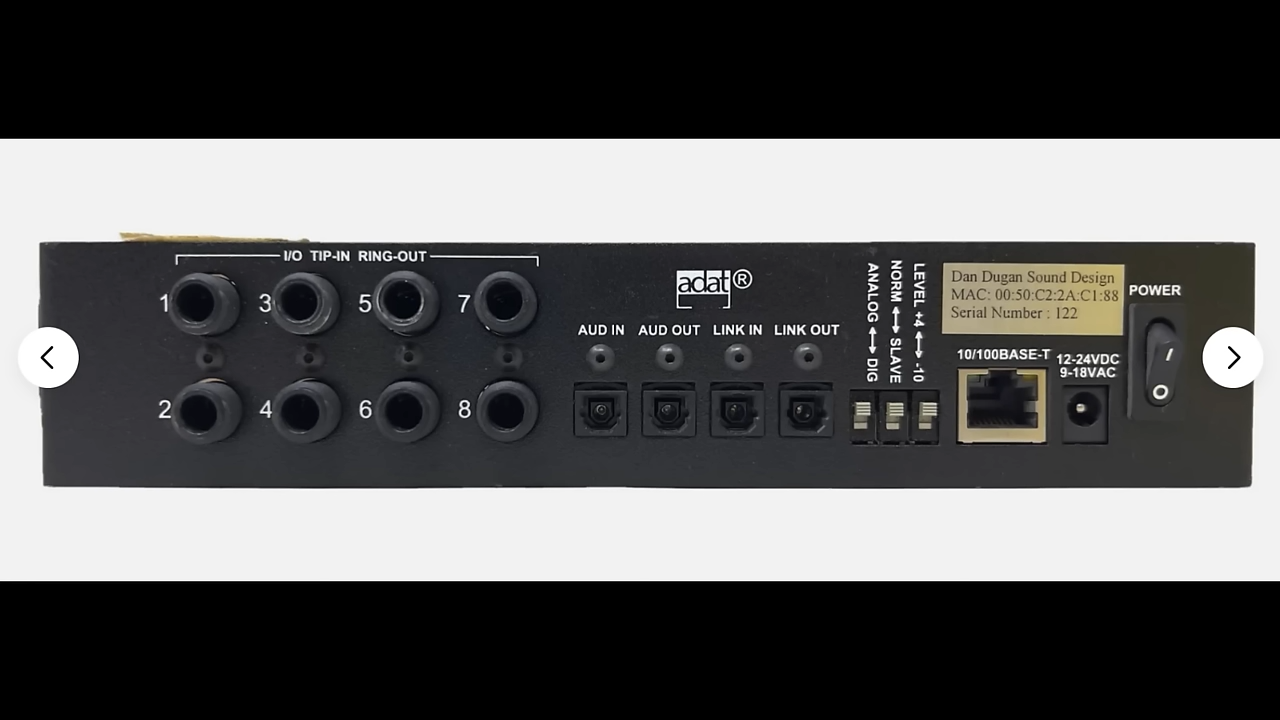 I/O TIP-IN RING-OUT
1 3 5 7
2 4 6 8
adat®
AUD IN AUD OUT LINK IN LINK OUT
ANALOG ⟷ DIG
NORM ⟷ SLAVE
LEVEL +4 ⟷ -10
Dan Dugan Sound Design
MAC: 00:50:C2:2A:C1:88
Serial Number : 122
10/100BASE-T
12-24VDC
9-18VAC
POWER
I
O